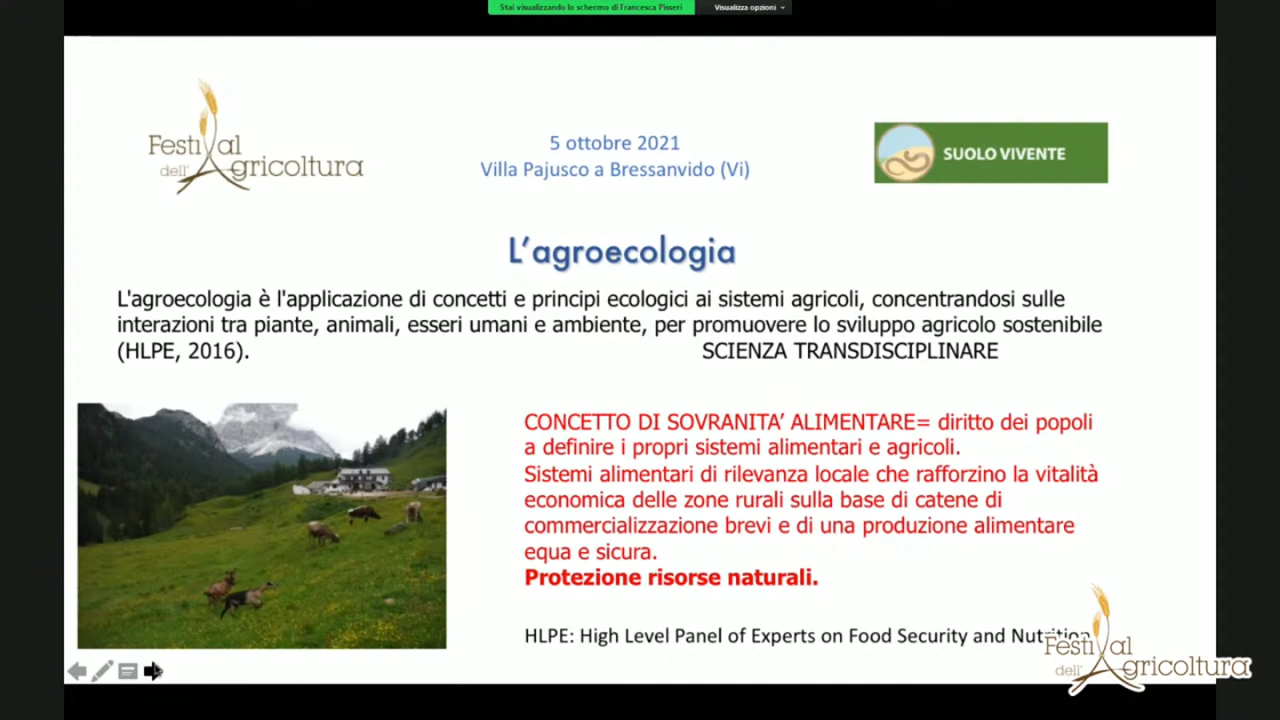 Stai visualizzando lo schermo di Francesca Pisseri
Visualizza opzioni
Festival
dell'Agricoltura
5 ottobre 2021
Villa Pajusco a Bressanvido (Vi)
SUOLO VIVENTE
L'agroecologia
L'agroecologia è l'applicazione di concetti e principi ecologici ai sistemi agricoli, concentrandosi sulle
interazioni tra piante, animali, esseri umani e ambiente, per promuovere lo sviluppo agricolo sostenibile
(HLPE, 2016).
SCIENZA TRANSDISCIPLINARE
CONCETTO DI SOVRANITA' ALIMENTARE= diritto dei popoli
a definire i propri sistemi alimentari e agricoli.
Sistemi alimentari di rilevanza locale che rafforzino la vitalità
economica delle zone rurali sulla base di catene di
commercializzazione brevi e di una produzione alimentare
equa e sicura.
Protezione risorse naturali.
HLPE: High Level Panel of Experts on Food Security and Nutrition
Festival
dell'Agricoltura